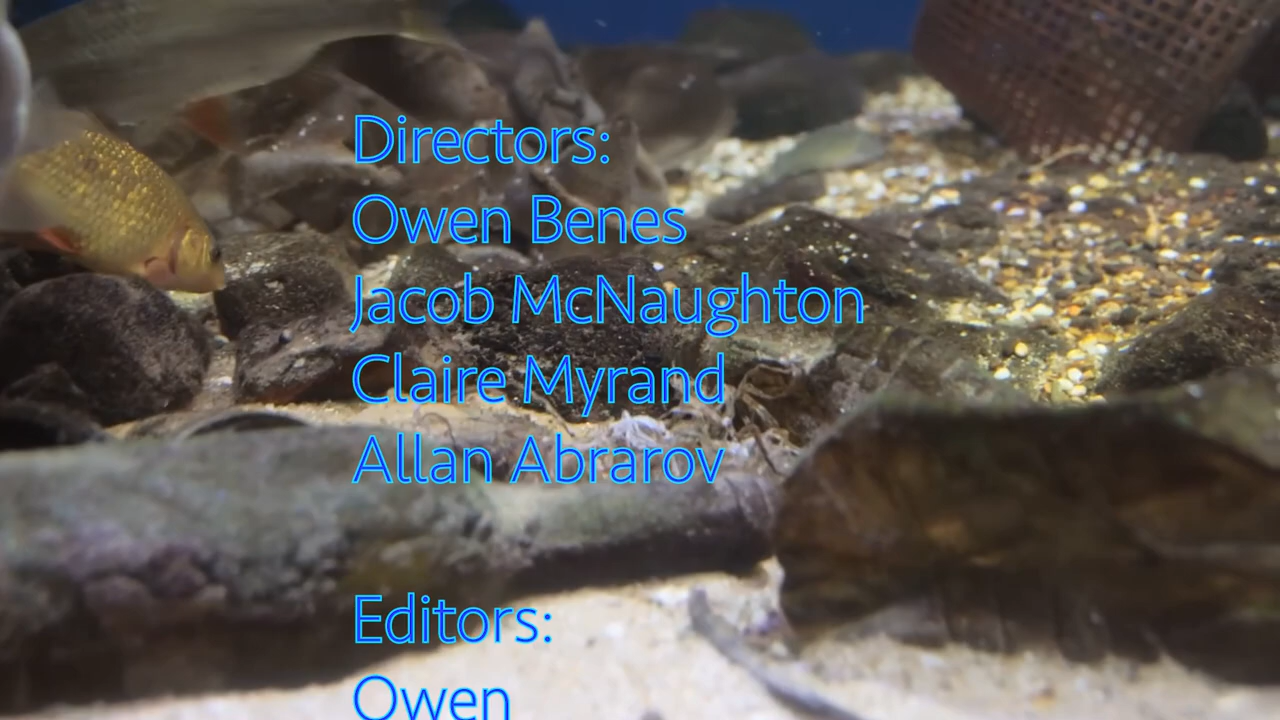 Directors:
Owen Benes
Jacob McNaughton
Claire Myrand
Allan Abrarov
Editors:
Owen